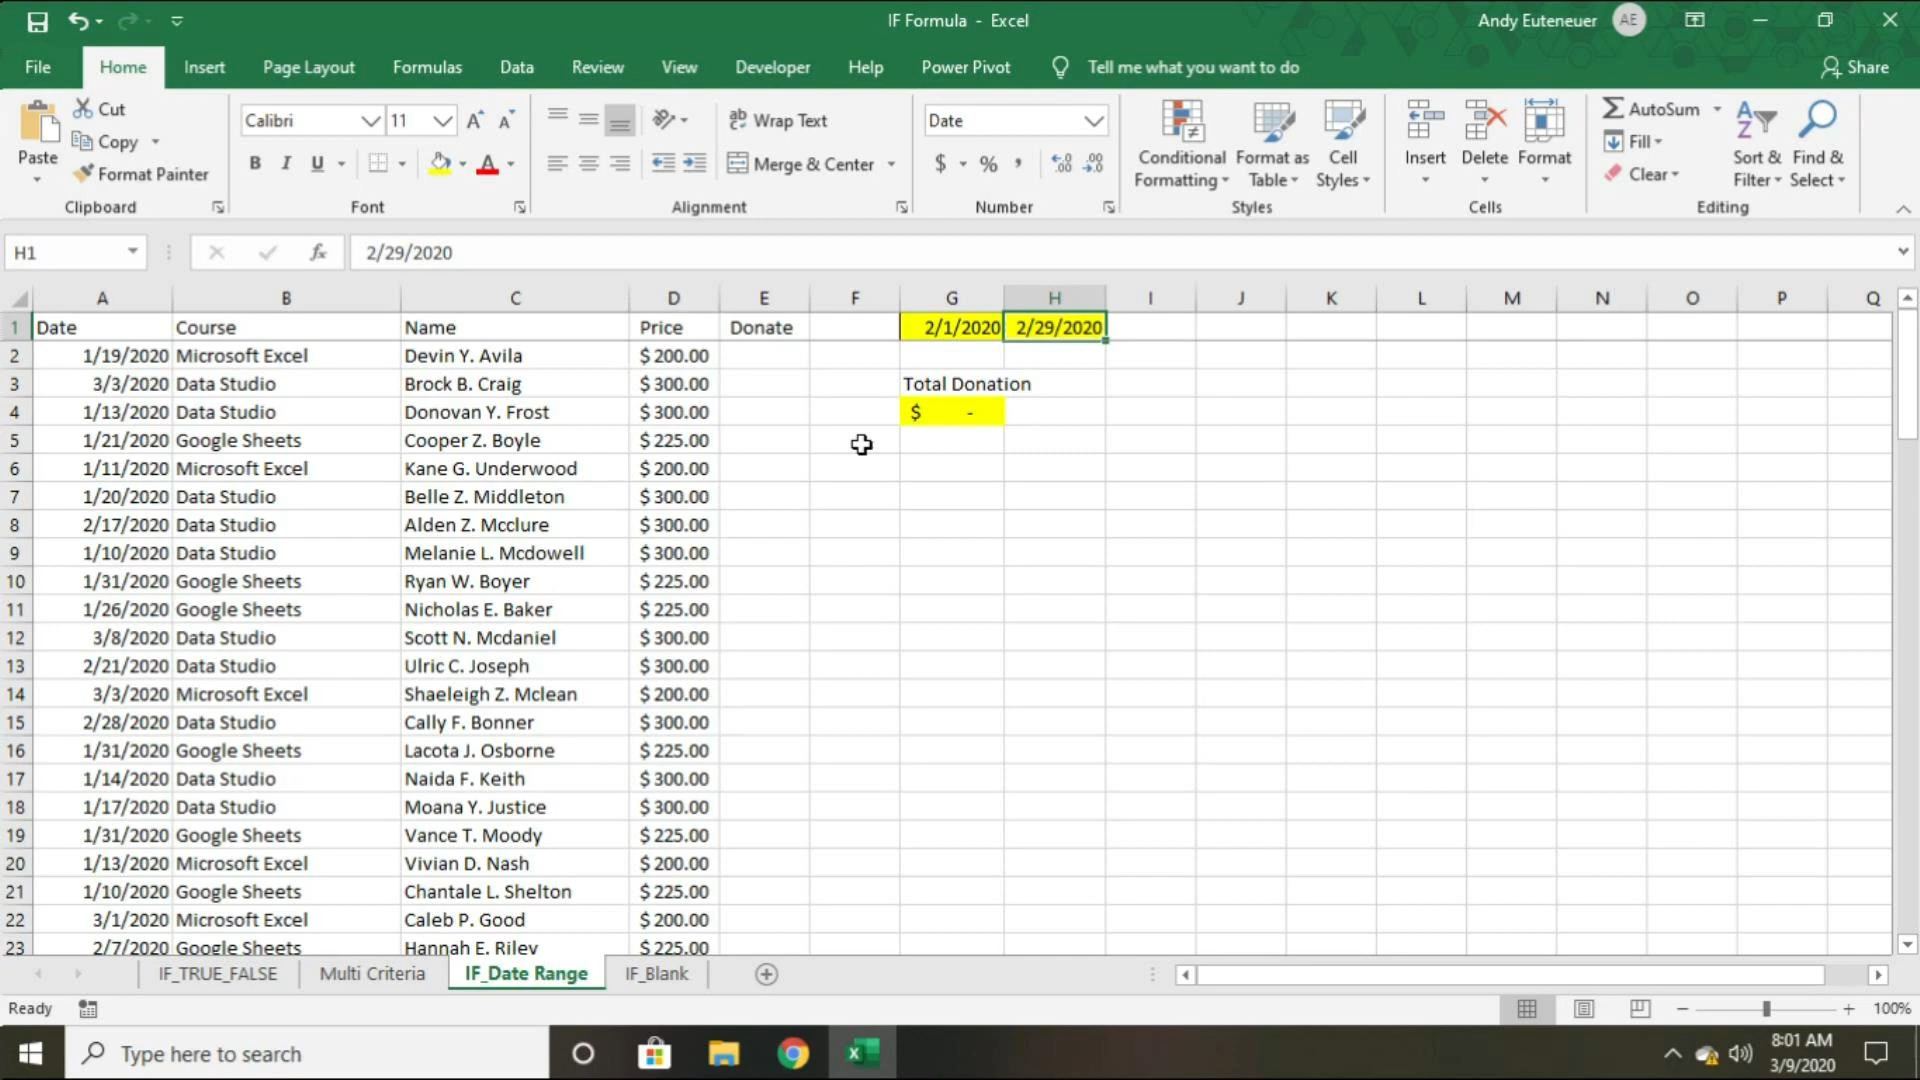 IF Formula - Excel
Andy Euteneuer AE
File Home Insert Page Layout Formulas Data Review View Developer Help Power Pivot Tell me what you want to do Share
Paste
Cut
Copy
Format Painter
Clipboard
Calibri 11
B I U
Font
Wrap Text
Merge & Center
Alignment
Date
$ % ,
Number
Conditional Formatting
Format as Table
Cell Styles
Styles
Insert Delete Format
Cells
AutoSum
Fill
Clear
Sort & Filter
Find & Select
Editing
H1 fx 2/29/2020
A B C D E F G H I J K L M N O P Q
1 Date Course Name Price Donate 2/1/2020 2/29/2020
2 1/19/2020 Microsoft Excel Devin Y. Avila $ 200.00
3 3/3/2020 Data Studio Brock B. Craig $ 300.00 Total Donation
4 1/13/2020 Data Studio Donovan Y. Frost $ 300.00 $ -
5 1/21/2020 Google Sheets Cooper Z. Boyle $ 225.00
6 1/11/2020 Microsoft Excel Kane G. Underwood $ 200.00
7 1/20/2020 Data Studio Belle Z. Middleton $ 300.00
8 2/17/2020 Data Studio Alden Z. Mcclure $ 300.00
9 1/10/2020 Data Studio Melanie L. Mcdowell $ 300.00
10 1/31/2020 Google Sheets Ryan W. Boyer $ 225.00
11 1/26/2020 Google Sheets Nicholas E. Baker $ 225.00
12 3/8/2020 Data Studio Scott N. Mcdaniel $ 300.00
13 2/21/2020 Data Studio Ulric C. Joseph $ 300.00
14 3/3/2020 Microsoft Excel Shaeleigh Z. Mclean $ 200.00
15 2/28/2020 Data Studio Cally F. Bonner $ 300.00
16 1/31/2020 Google Sheets Lacota J. Osborne $ 225.00
17 1/14/2020 Data Studio Naida F. Keith $ 300.00
18 1/17/2020 Data Studio Moana Y. Justice $ 300.00
19 1/31/2020 Google Sheets Vance T. Moody $ 225.00
20 1/13/2020 Microsoft Excel Vivian D. Nash $ 200.00
21 1/10/2020 Google Sheets Chantale L. Shelton $ 225.00
22 3/1/2020 Microsoft Excel Caleb P. Good $ 200.00
23 2/7/2020 Google Sheets Hannah E. Riley $ 225.00
IF_TRUE_FALSE Multi Criteria IF_Date Range IF_Blank
Ready 100%
Type here to search
8:01 AM
3/9/2020